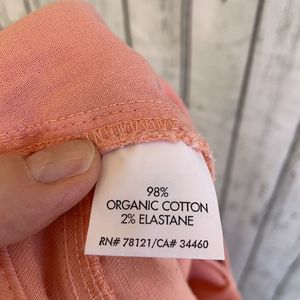 98%
ORGANIC COTTON
2% ELASTANE
RN# 78121/CA# 34460